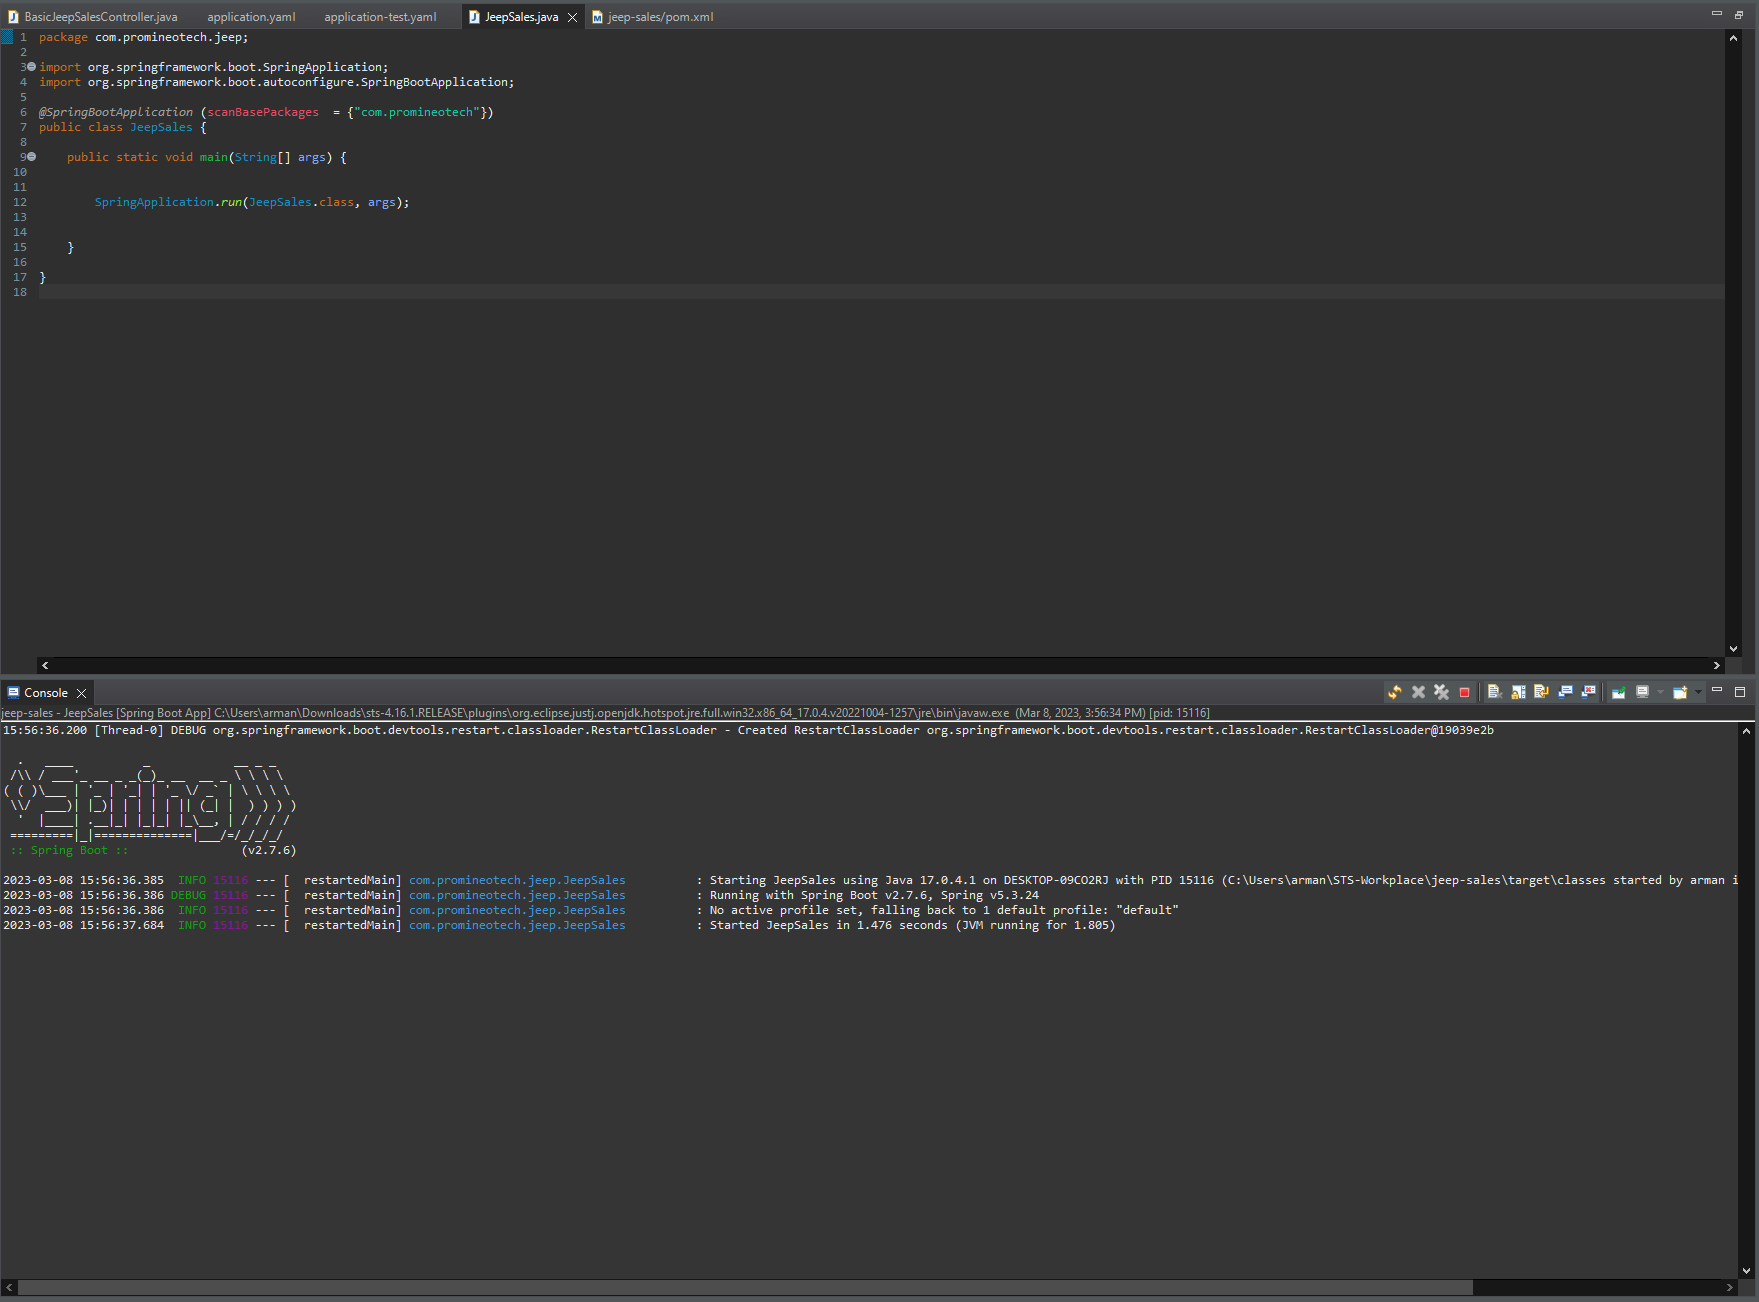 BasicJeepSalesController.java application.yaml application-test.yaml JeepSales.java jeep-sales/pom.xml
1 package com.promineotech.jeep;
2
3 import org.springframework.boot.SpringApplication;
4 import org.springframework.boot.autoconfigure.SpringBootApplication;
5
6 @SpringBootApplication (scanBasePackages  = {"com.promineotech"})
7 public class JeepSales {
8
9     public static void main(String[] args) {
10
11
12         SpringApplication.run(JeepSales.class, args);
13
14
15     }
16
17 }
18
Console
jeep-sales - JeepSales [Spring Boot App] C:\Users\arman\Downloads\sts-4.16.1.RELEASE\plugins\org.eclipse.justj.openjdk.hotspot.jre.full.win32.x86_64_17.0.4.v20221004-1257\jre\bin\javaw.exe  (Mar 8, 2023, 3:56:34 PM) [pid: 15116]
15:56:36.200 [Thread-0] DEBUG org.springframework.boot.devtools.restart.classloader.RestartClassLoader - Created RestartClassLoader org.springframework.boot.devtools.restart.classloader.RestartClassLoader@19039e2b
  .   ____          _            __ _ _
 /\\ / ___'_ __ _ _(_)_ __  __ _ \ \ \ \
( ( )\___ | '_ | '_| | '_ \/ _` | \ \ \ \
 \\/  ___)| |_)| | | | | || (_| |  ) ) ) )
  '  |____| .__|_| |_|_| |_\__, | / / / /
 =========|_|==============|___/=/_/_/_/
 :: Spring Boot ::                (v2.7.6)
2023-03-08 15:56:36.385  INFO 15116 --- [  restartedMain] com.promineotech.jeep.JeepSales          : Starting JeepSales using Java 17.0.4.1 on DESKTOP-09CO2RJ with PID 15116 (C:\Users\arman\STS-Workplace\jeep-sales\target\classes started by arman i
2023-03-08 15:56:36.386 DEBUG 15116 --- [  restartedMain] com.promineotech.jeep.JeepSales          : Running with Spring Boot v2.7.6, Spring v5.3.24
2023-03-08 15:56:36.386  INFO 15116 --- [  restartedMain] com.promineotech.jeep.JeepSales          : No active profile set, falling back to 1 default profile: "default"
2023-03-08 15:56:37.684  INFO 15116 --- [  restartedMain] com.promineotech.jeep.JeepSales          : Started JeepSales in 1.476 seconds (JVM running for 1.805)